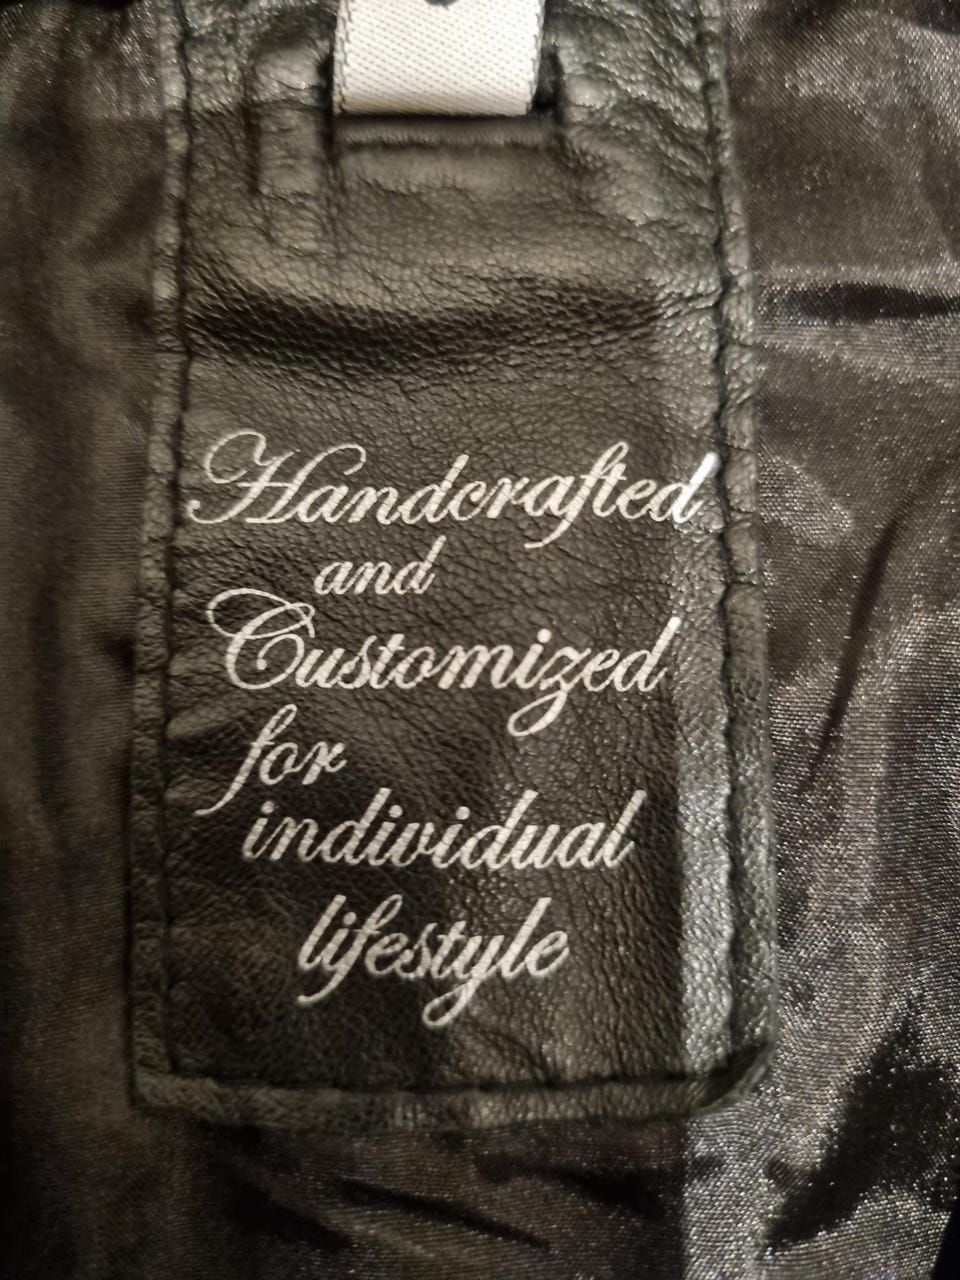 Handcrafted
and
Customized
for
individual
lifestyle